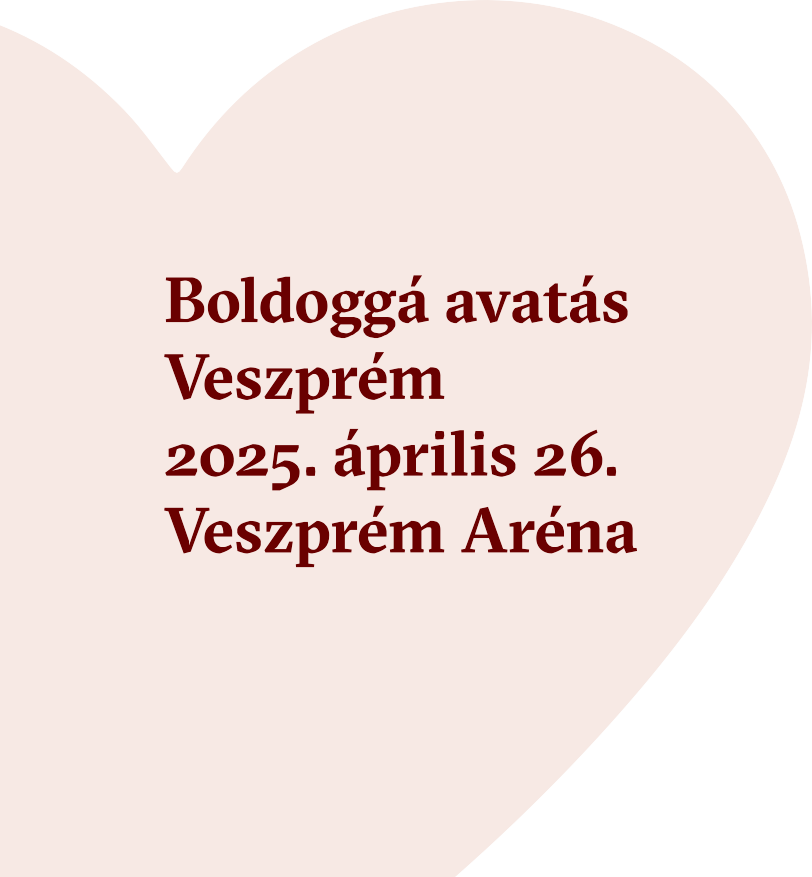 Boldoggá avatás
Veszprém
2025. április 26.
Veszprém Aréna